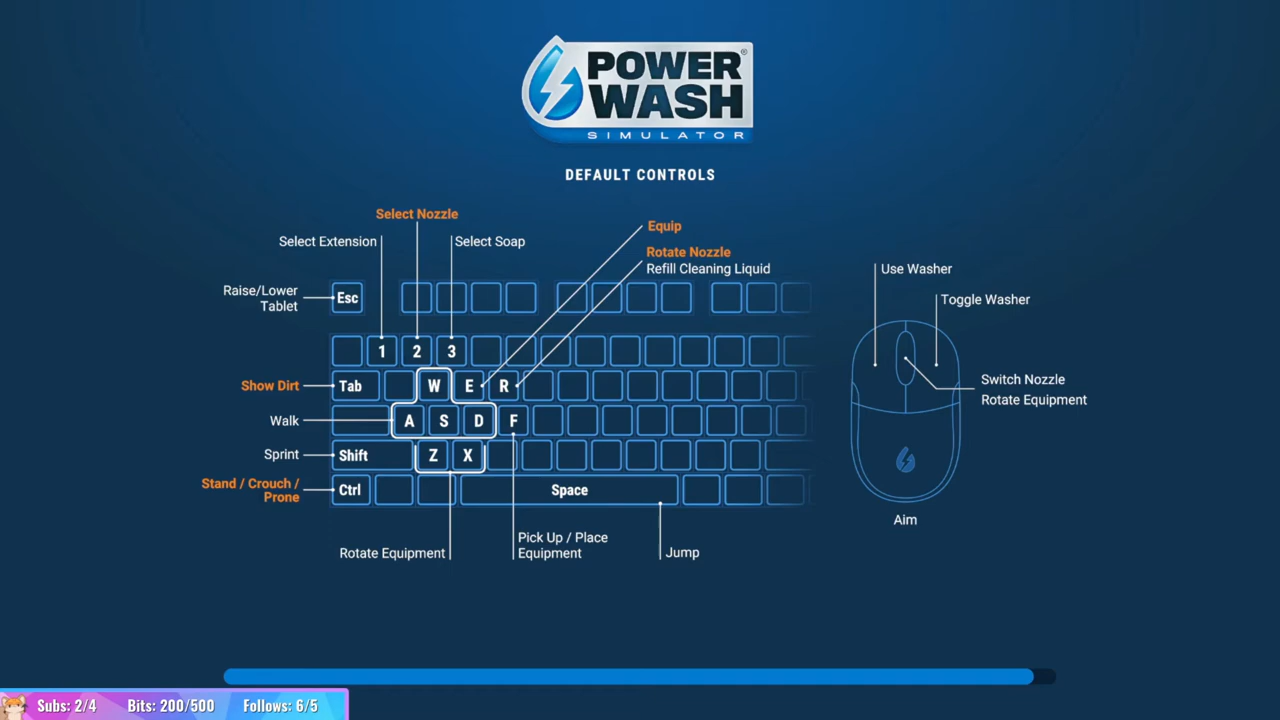 POWER®
WASH
SIMULATOR
DEFAULT CONTROLS
Select Nozzle
Select Extension
Select Soap
Equip
Rotate Nozzle
Refill Cleaning Liquid
Raise/Lower
Tablet
Esc
1 2 3
Show Dirt
Tab W E R
Walk
A S D F
Sprint
Shift Z X
Stand / Crouch /
Prone
Ctrl Space
Rotate Equipment
Pick Up / Place
Equipment
Jump
Use Washer
Toggle Washer
Switch Nozzle
Rotate Equipment
Aim
Subs: 2/4 Bits: 200/500 Follows: 6/5